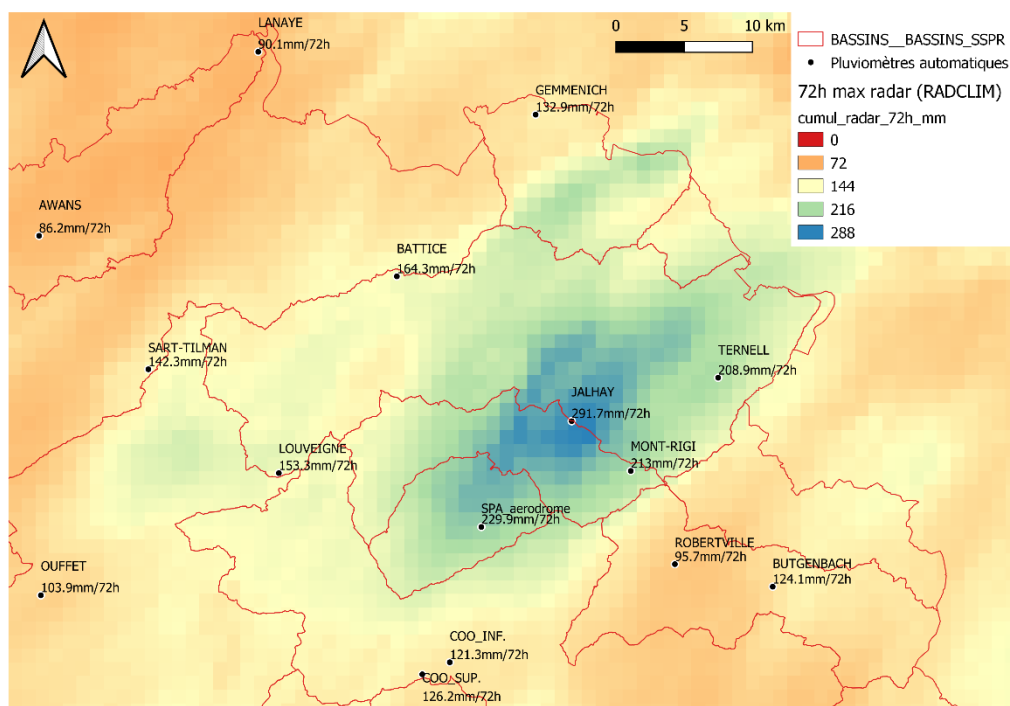 LANAYE
90.1mm/72h
0 5 10 km
BASSINS__BASSINS_SSPR
Pluviomètres automatiques
72h max radar (RADCLIM)
cumul_radar_72h_mm
0
72
144
216
288
GEMMENICH
132.9mm/72h
AWANS
86.2mm/72h
BATTICE
164.3mm/72h
SART-TILMAN
142.3mm/72h
TERNELL
208.9mm/72h
JALHAY
291.7mm/72h
LOUVEIGNE
153.3mm/72h
MONT-RIGI
213mm/72h
SPA_aerodrome
229.9mm/72h
ROBERTVILLE
95.7mm/72h
BUTGENBACH
124.1mm/72h
OUFFET
103.9mm/72h
COO_INF.
121.3mm/72h
COO_SUP.
126.2mm/72h